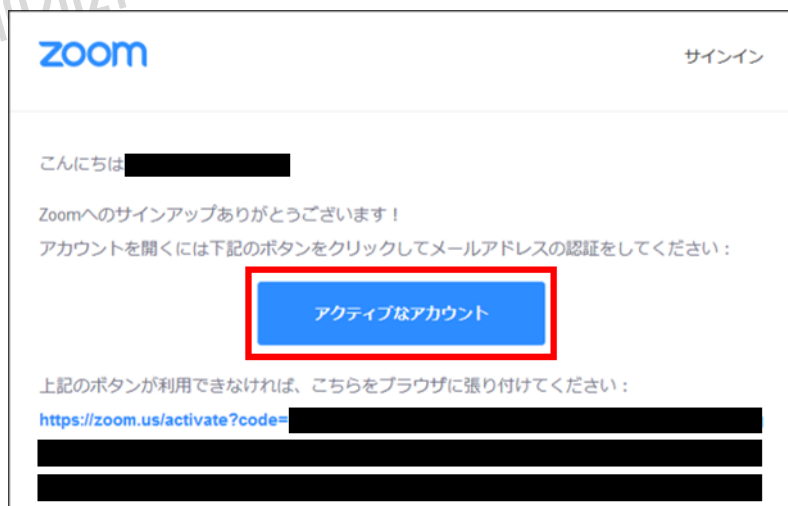 zoom
サインイン
こんにちは
Zoomへのサインアップありがとうございます！
アカウントを開くには下記のボタンをクリックしてメールアドレスの認証をしてください：
アクティブなアカウント
上記のボタンが利用できなければ、こちらをブラウザに張り付けてください：
https://zoom.us/activate?code=